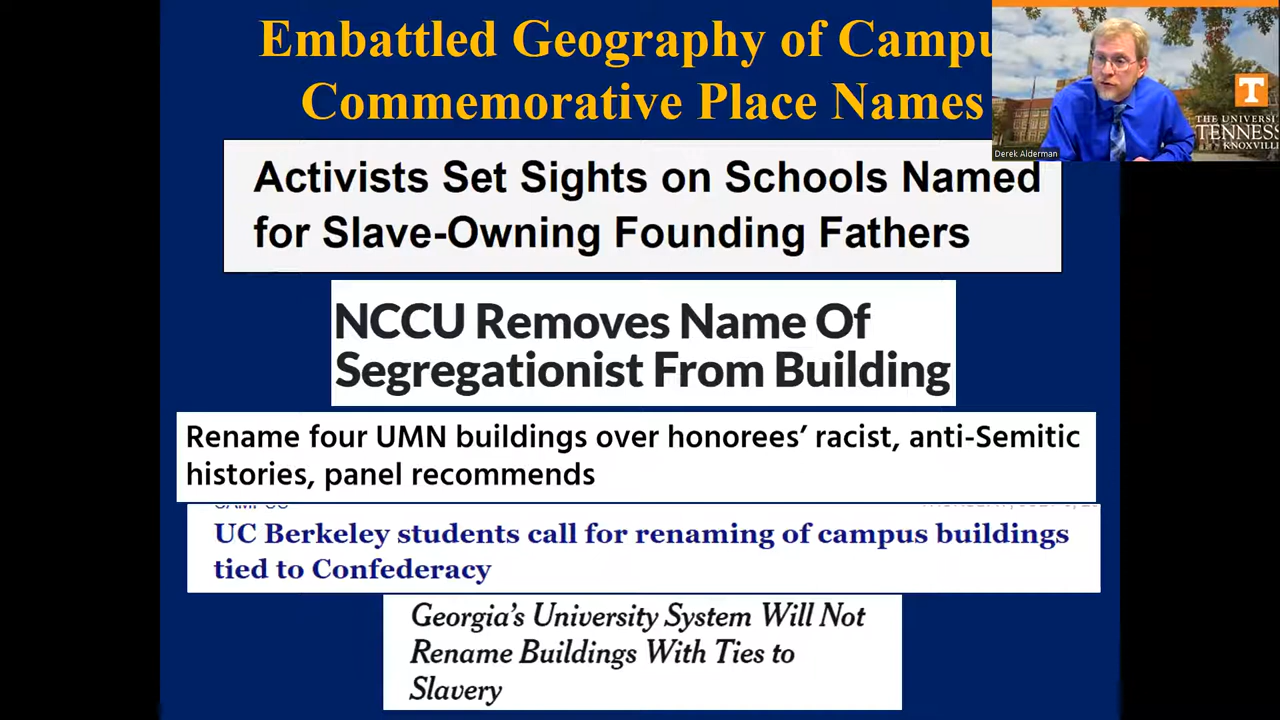 Embattled Geography of Campu
Commemorative Place Names
T
THE UNIVERSI
TENNESS
KNOXVILL
Derek Alderman
Activists Set Sights on Schools Named
for Slave-Owning Founding Fathers
NCCU Removes Name Of
Segregationist From Building
Rename four UMN buildings over honorees’ racist, anti-Semitic
histories, panel recommends
UC Berkeley students call for renaming of campus buildings
tied to Confederacy
Georgia’s University System Will Not
Rename Buildings With Ties to
Slavery